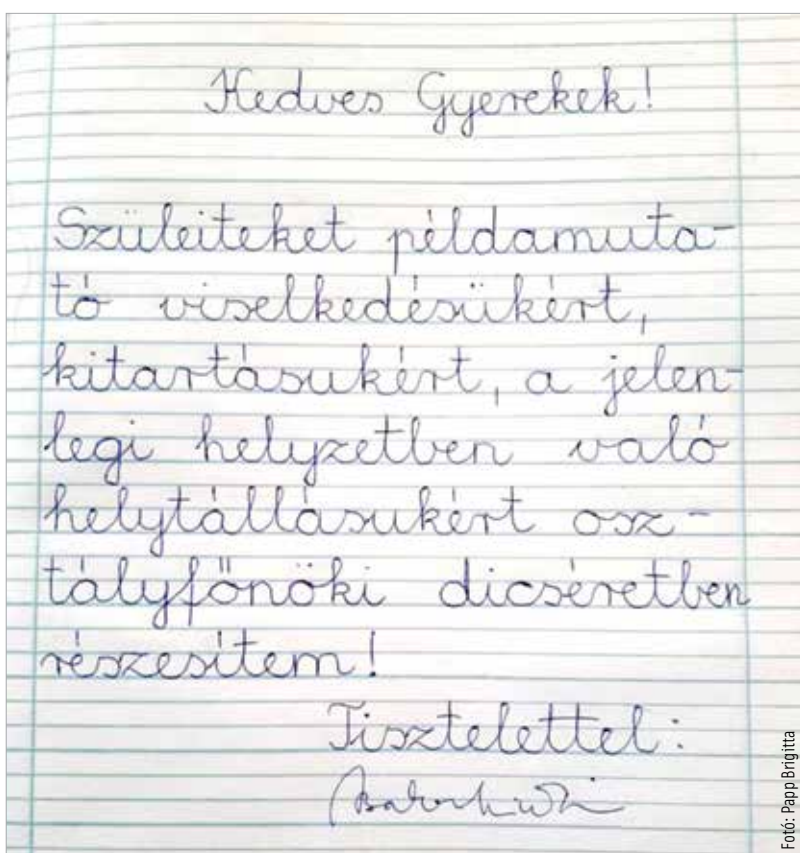 Kedves Gyerekek!
Szüleiteket példamuta-
tó viselkedésükért,
kitartásukért, a jelen-
legi helyzetben való
helytállásukért osz-
tályfőnöki dicséretben
részesítem!
Tisztelettel:
Fotó: Papp Brigitta